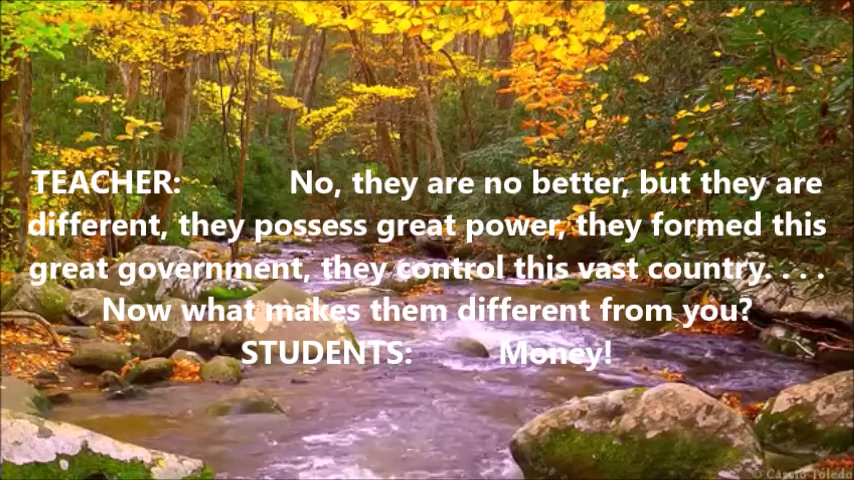 TEACHER: No, they are no better, but they are
different, they possess great power, they formed this
great government, they control this vast country. . . .
Now what makes them different from you?
STUDENTS: Money!
© Cássio Toledo